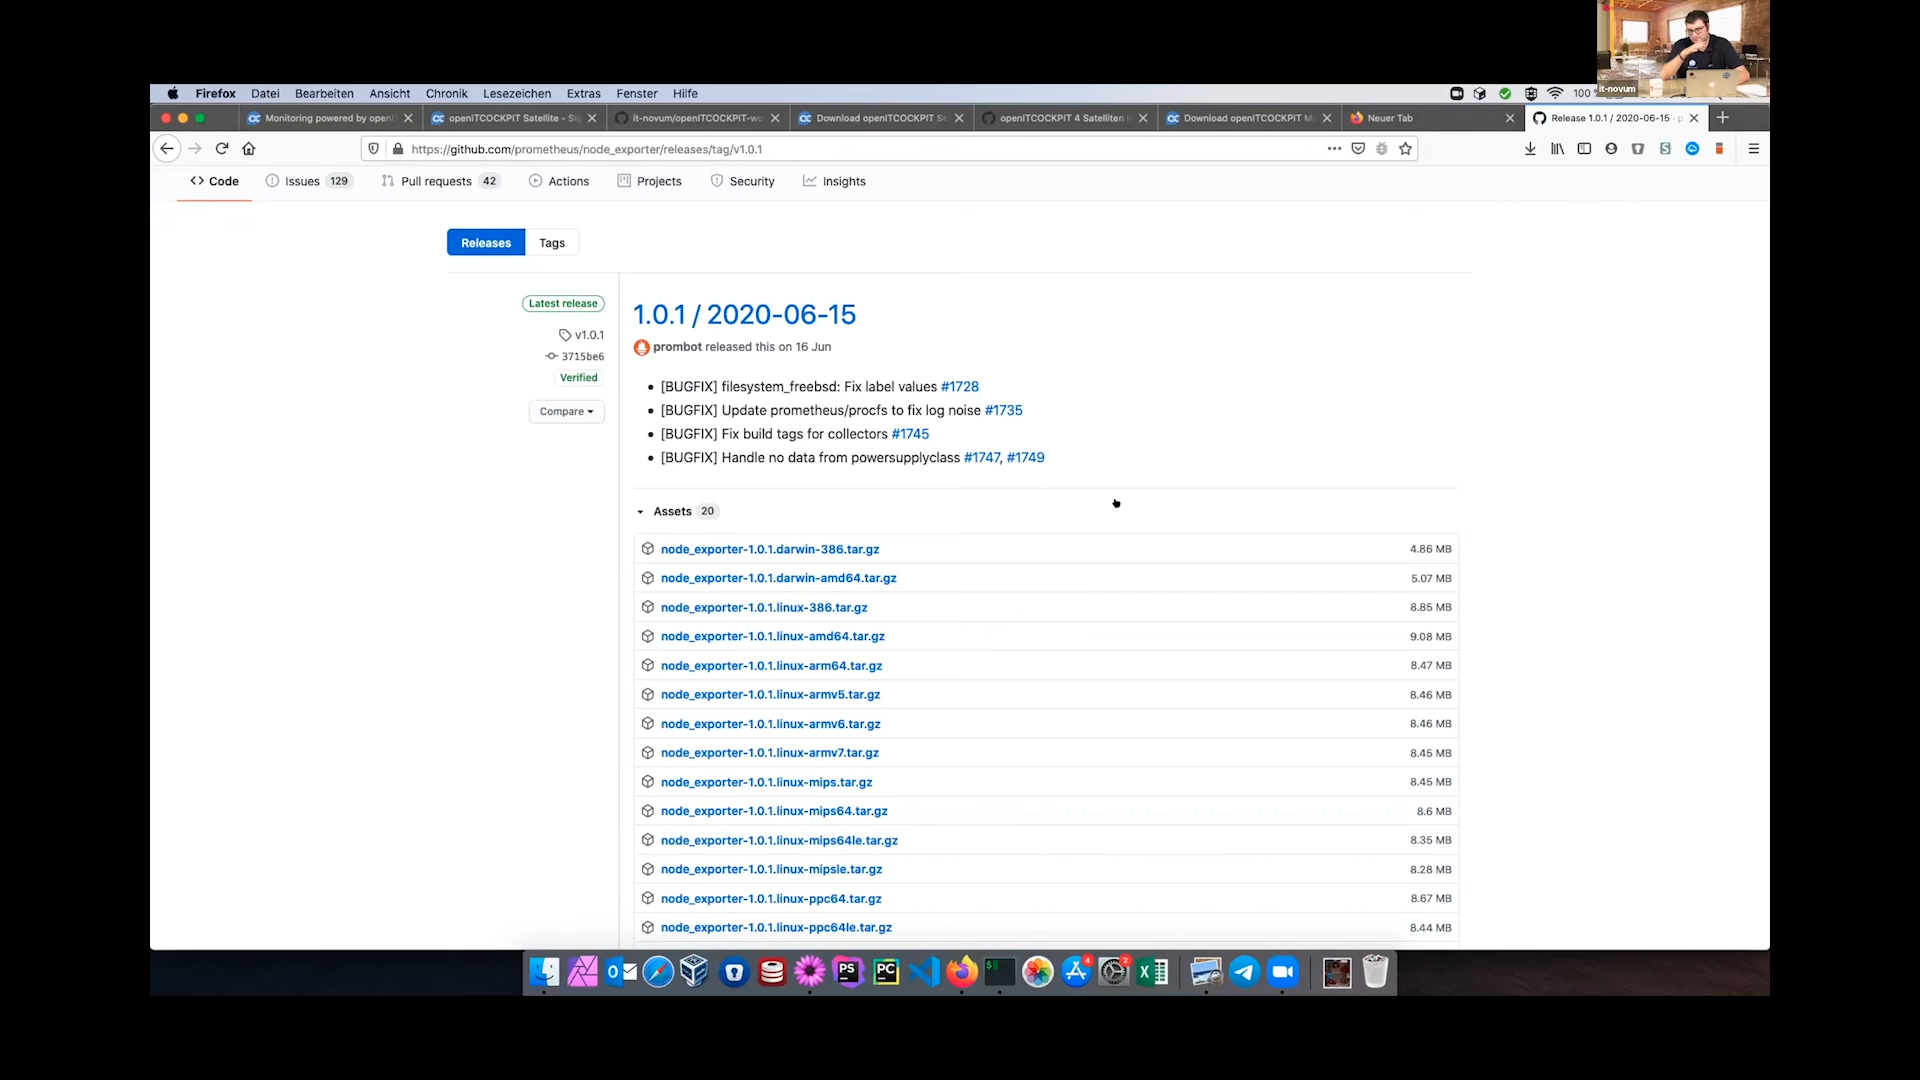 it-novum
Firefox Datei Bearbeiten Ansicht Chronik Lesezeichen Extras Fenster Hilfe 100
Monitoring powered by openI openITCOCKPIT Satellite - Si it-novum/openITCOCKPIT-wo Download openITCOCKPIT Se openITCOCKPIT 4 Satelliten Download openITCOCKPIT M Neuer Tab Release 1.0.1 / 2020-06-15 · p
https://github.com/prometheus/node_exporter/releases/tag/v1.0.1
Code Issues 129 Pull requests 42 Actions Projects Security Insights
Releases Tags
Latest release
v1.0.1
3715be6
Verified
Compare
1.0.1 / 2020-06-15
prombot released this on 16 Jun
[BUGFIX] filesystem_freebsd: Fix label values #1728
[BUGFIX] Update prometheus/procfs to fix log noise #1735
[BUGFIX] Fix build tags for collectors #1745
[BUGFIX] Handle no data from powersupplyclass #1747, #1749
Assets 20
node_exporter-1.0.1.darwin-386.tar.gz 4.86 MB
node_exporter-1.0.1.darwin-amd64.tar.gz 5.07 MB
node_exporter-1.0.1.linux-386.tar.gz 8.85 MB
node_exporter-1.0.1.linux-amd64.tar.gz 9.08 MB
node_exporter-1.0.1.linux-arm64.tar.gz 8.47 MB
node_exporter-1.0.1.linux-armv5.tar.gz 8.46 MB
node_exporter-1.0.1.linux-armv6.tar.gz 8.46 MB
node_exporter-1.0.1.linux-armv7.tar.gz 8.45 MB
node_exporter-1.0.1.linux-mips.tar.gz 8.45 MB
node_exporter-1.0.1.linux-mips64.tar.gz 8.6 MB
node_exporter-1.0.1.linux-mips64le.tar.gz 8.35 MB
node_exporter-1.0.1.linux-mipsle.tar.gz 8.28 MB
node_exporter-1.0.1.linux-ppc64.tar.gz 8.67 MB
node_exporter-1.0.1.linux-ppc64le.tar.gz 8.44 MB
PS PC 4 2